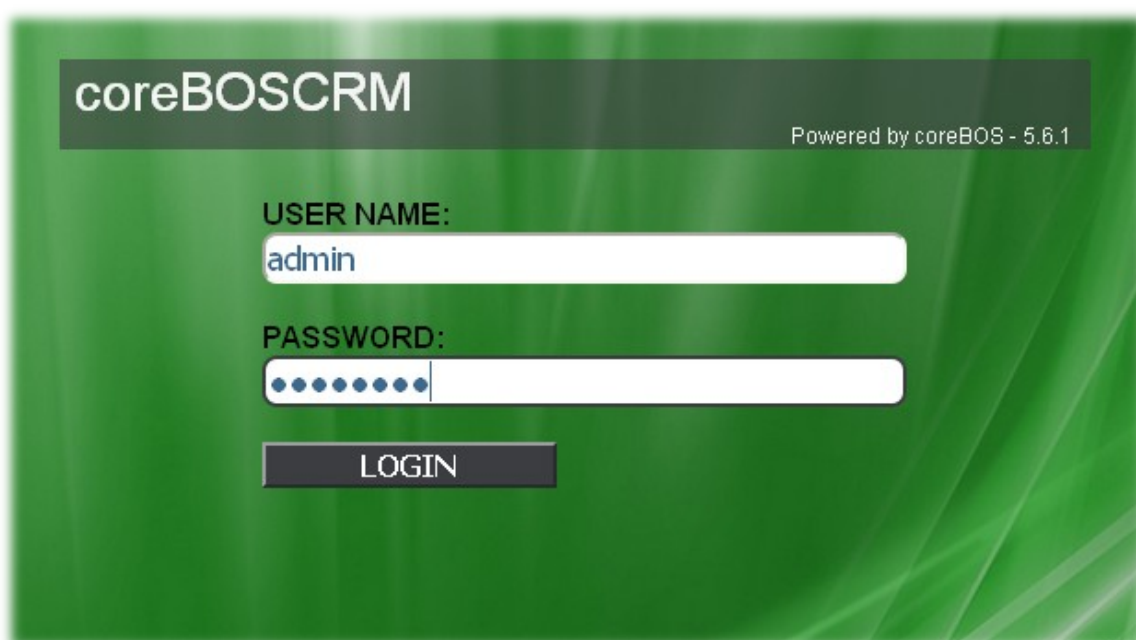 coreBOSCRM
Powered by coreBOS - 5.6.1
USER NAME:
admin
PASSWORD:
●●●●●●●●
LOGIN